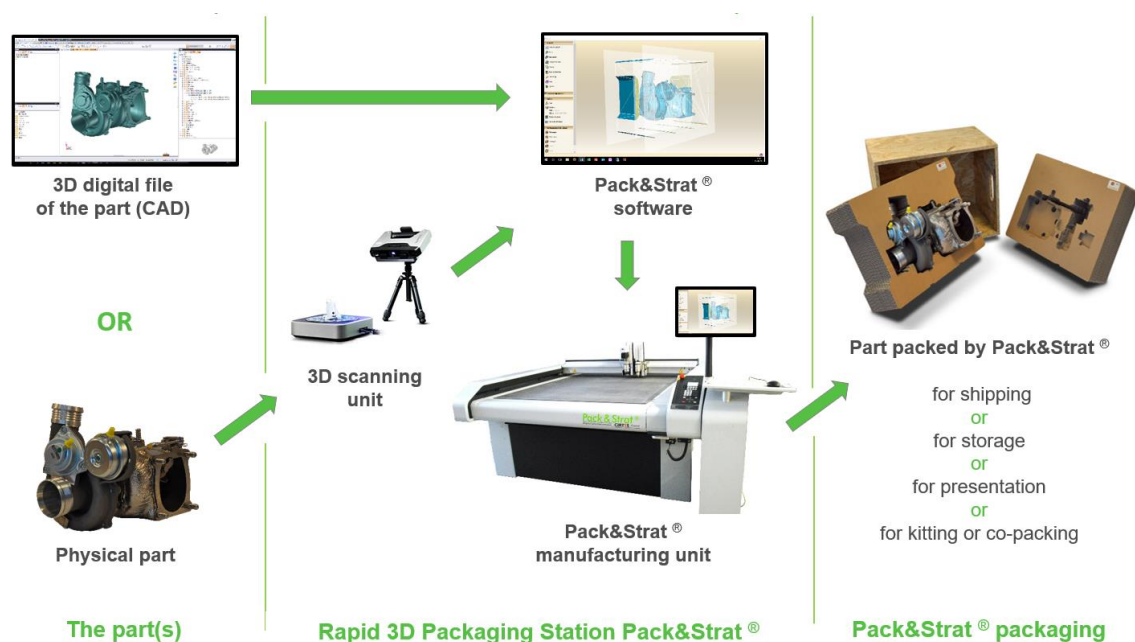 3D digital file
of the part (CAD)
OR
Physical part
The part(s)
Pack&Strat ®
software
3D scanning
unit
Pack&Strat ®
Pack&Strat ®
manufacturing unit
Rapid 3D Packaging Station Pack&Strat ®
Part packed by Pack&Strat ®
for shipping
or
for storage
or
for presentation
or
for kitting or co-packing
Pack&Strat ® packaging